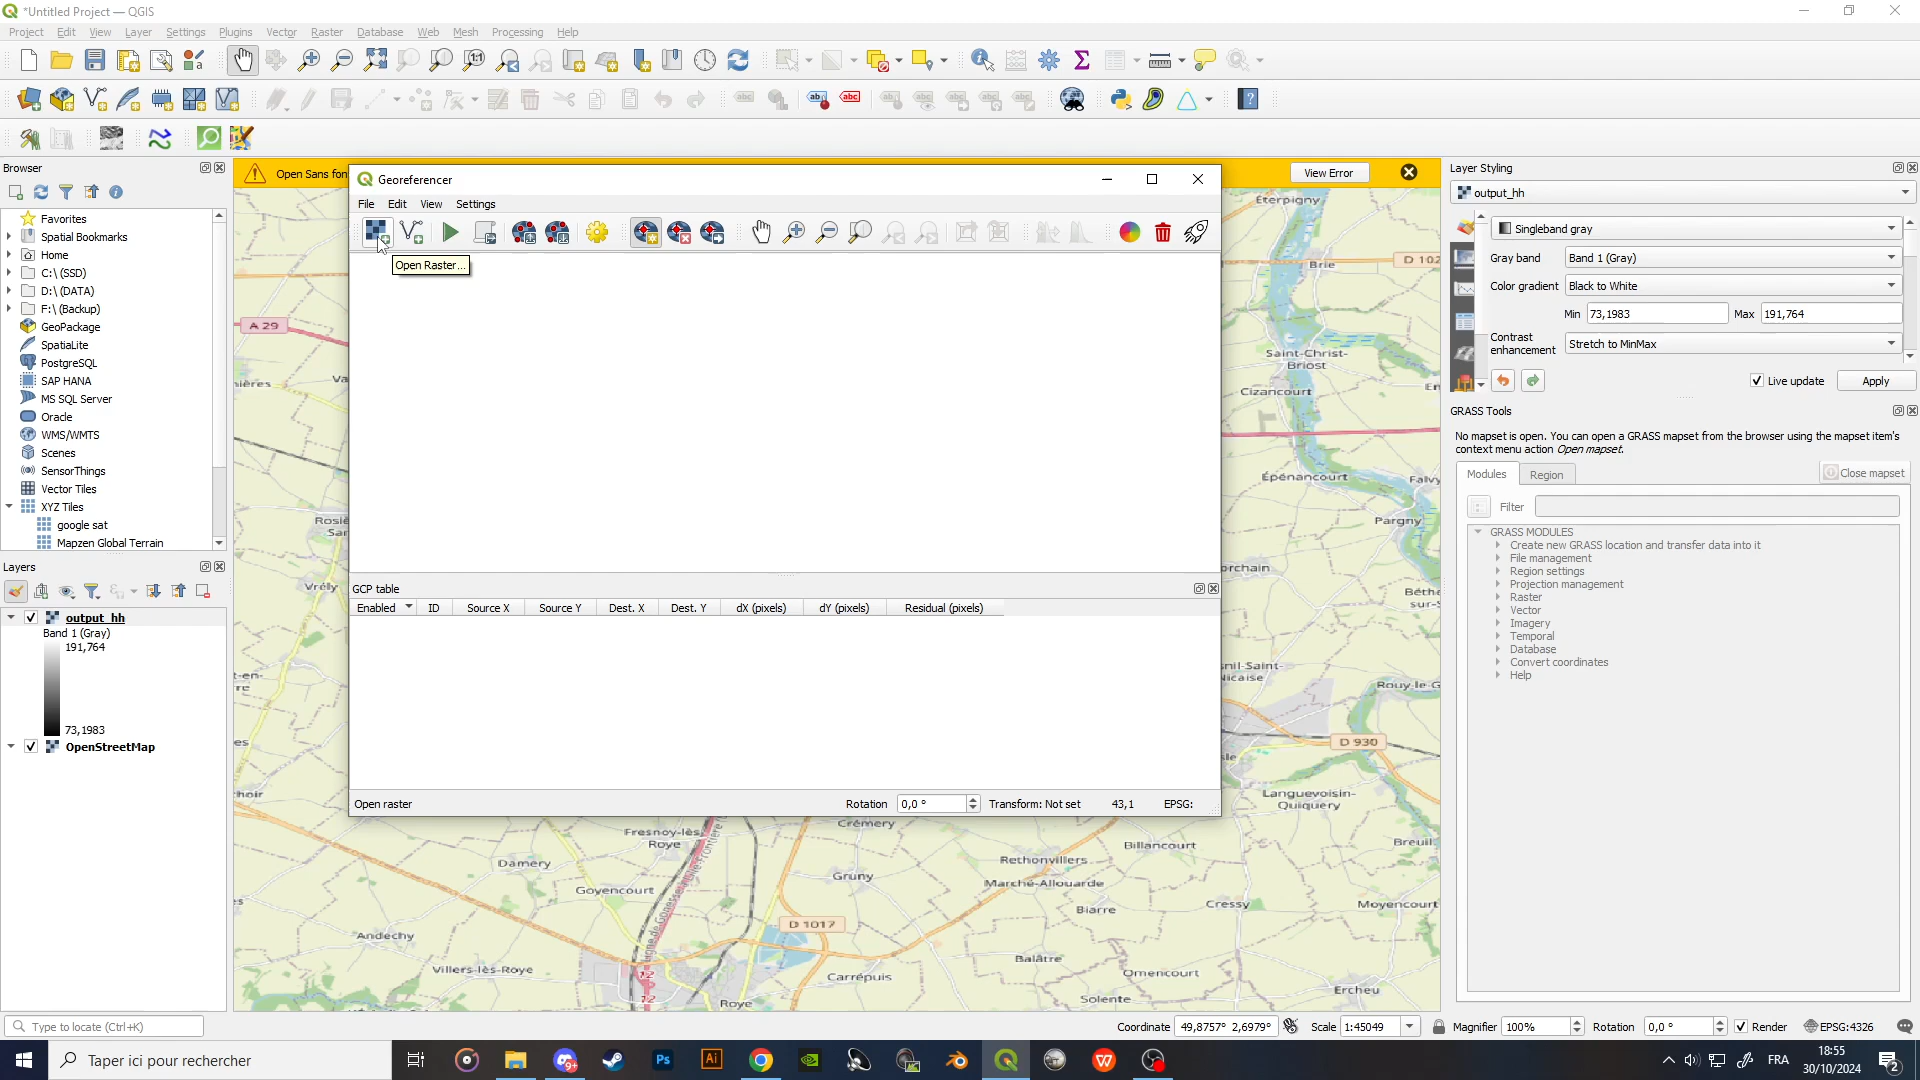 *Untitled Project — QGIS
Project Edit View Layer Settings Plugins Vector Raster Database Web Mesh Processing Help
Browser
Favorites
Spatial Bookmarks
Home
C:\ (SSD)
D:\ (DATA)
F:\ (Backup)
GeoPackage
SpatiaLite
PostgreSQL
SAP HANA
MS SQL Server
Oracle
WMS/WMTS
Scenes
SensorThings
Vector Tiles
XYZ Tiles
google sat
Mapzen Global Terrain
Layers
output_hh
Band 1 (Gray)
191,764
73,1983
OpenStreetMap
Open Sans fon
View Error
Georeferencer
File Edit View Settings
Open Raster...
GCP table
Enabled ID Source X Source Y Dest. X Dest. Y dX (pixels) dY (pixels) Residual (pixels)
Open raster
Rotation 0,0 ° Transform: Not set 43,1 EPSG:
Éterpigny
Brie
D 102
A 29
Saint-Christ-
Briost
Cizancourt
Épénancourt
Falvy
Pargny
Vrély
Rouy-le-G
D 930
Languevoisin-
Quiquery
Fresnoy-lès-
Roye
Crémery
Billancourt
Breuil
Damery
Rethonvillers
Marché-Allouarde
Goyencourt
Gruny
Biarre
Cressy
Moyencourt
D 1017
Andechy
Balâtre
Villers-lès-Roye
Carrépuis
Omencourt
Solente
Ercheu
Roye
Layer Styling
output_hh
Singleband gray
Gray band Band 1 (Gray)
Color gradient Black to White
Min 73,1983 Max 191,764
Contrast
enhancement Stretch to MinMax
Live update Apply
GRASS Tools
No mapset is open. You can open a GRASS mapset from the browser using the mapset item's
context menu action Open mapset.
Modules Region Close mapset
Filter
GRASS MODULES
Create new GRASS location and transfer data into it
File management
Region settings
Projection management
Raster
Vector
Imagery
Temporal
Database
Convert coordinates
Help
Type to locate (Ctrl+K)
Coordinate 49,8757° 2,6979° Scale 1:45049 Magnifier 100% Rotation 0,0 ° Render EPSG:4326
Taper ici pour rechercher
FRA
18:55
30/10/2024